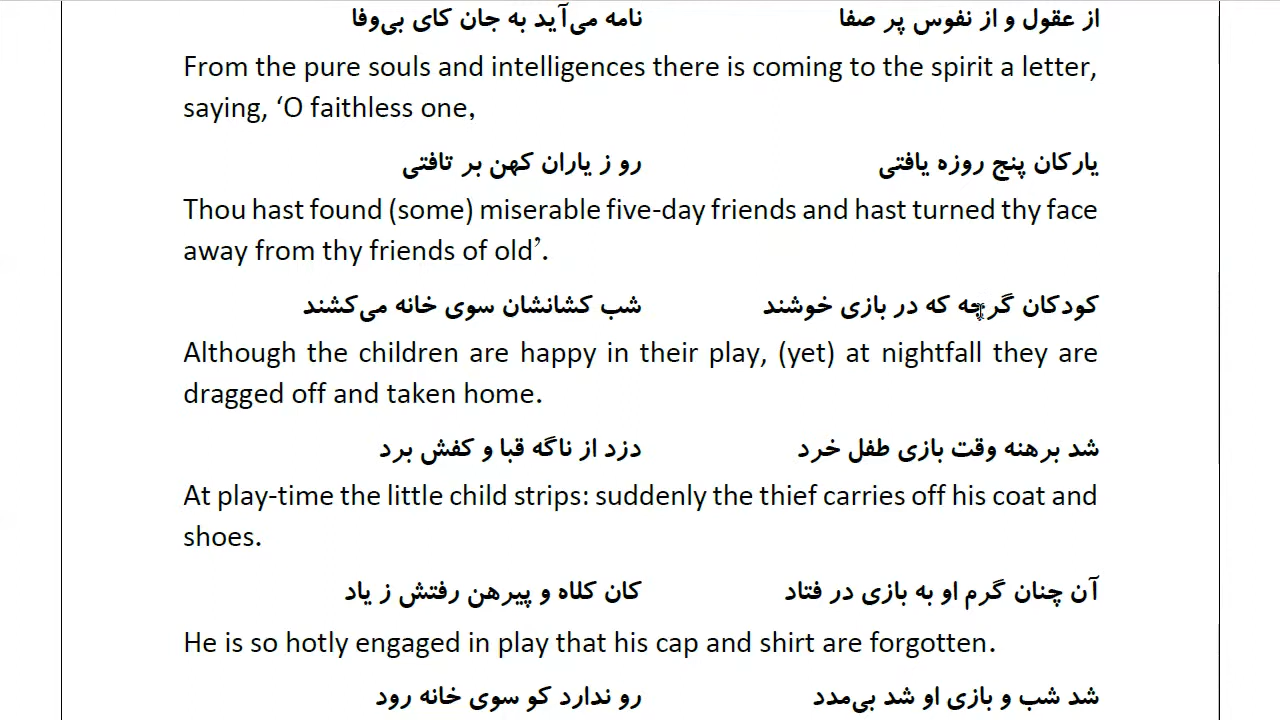 از عقول و از نفوس پر صفا نامه می‌آید به جان کای بی‌وفا
From the pure souls and intelligences there is coming to the spirit a letter,
saying, ‘O faithless one,
یارکان پنج روزه یافتی رو ز یاران کهن بر تافتی
Thou hast found (some) miserable five-day friends and hast turned thy face
away from thy friends of old’.
کودکان گرچه که در بازی خوشند شب کشانشان سوی خانه می‌کشند
Although the children are happy in their play, (yet) at nightfall they are
dragged off and taken home.
شد برهنه وقت بازی طفل خرد دزد از ناگه قبا و کفش برد
At play-time the little child strips: suddenly the thief carries off his coat and
shoes.
آن چنان گرم او به بازی در فتاد کان کلاه و پیرهن رفتش ز یاد
He is so hotly engaged in play that his cap and shirt are forgotten.
شد شب و بازی او شد بی‌مدد رو ندارد کو سوی خانه رود